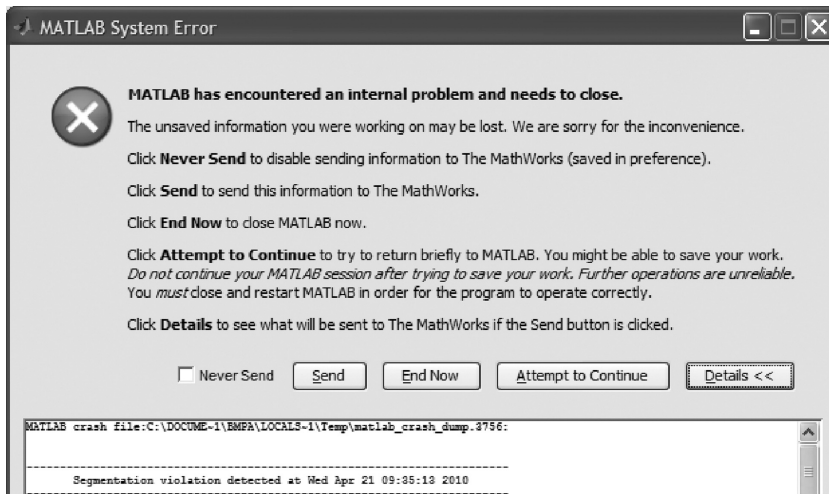 MATLAB System Error
MATLAB has encountered an internal problem and needs to close.
The unsaved information you were working on may be lost. We are sorry for the inconvenience.
Click Never Send to disable sending information to The MathWorks (saved in preference).
Click Send to send this information to The MathWorks.
Click End Now to close MATLAB now.
Click Attempt to Continue to try to return briefly to MATLAB. You might be able to save your work.
Do not continue your MATLAB session after trying to save your work. Further operations are unreliable.
You must close and restart MATLAB in order for the program to operate correctly.
Click Details to see what will be sent to The MathWorks if the Send button is clicked.
Never Send Send End Now Attempt to Continue Details <<
MATLAB crash file:C:\DOCUME~1\BMPA\LOCALS~1\Temp\matlab_crash_dump.3756:
------------------------------------------------------------------------
Segmentation violation detected at Wed Apr 21 09:35:13 2010
------------------------------------------------------------------------